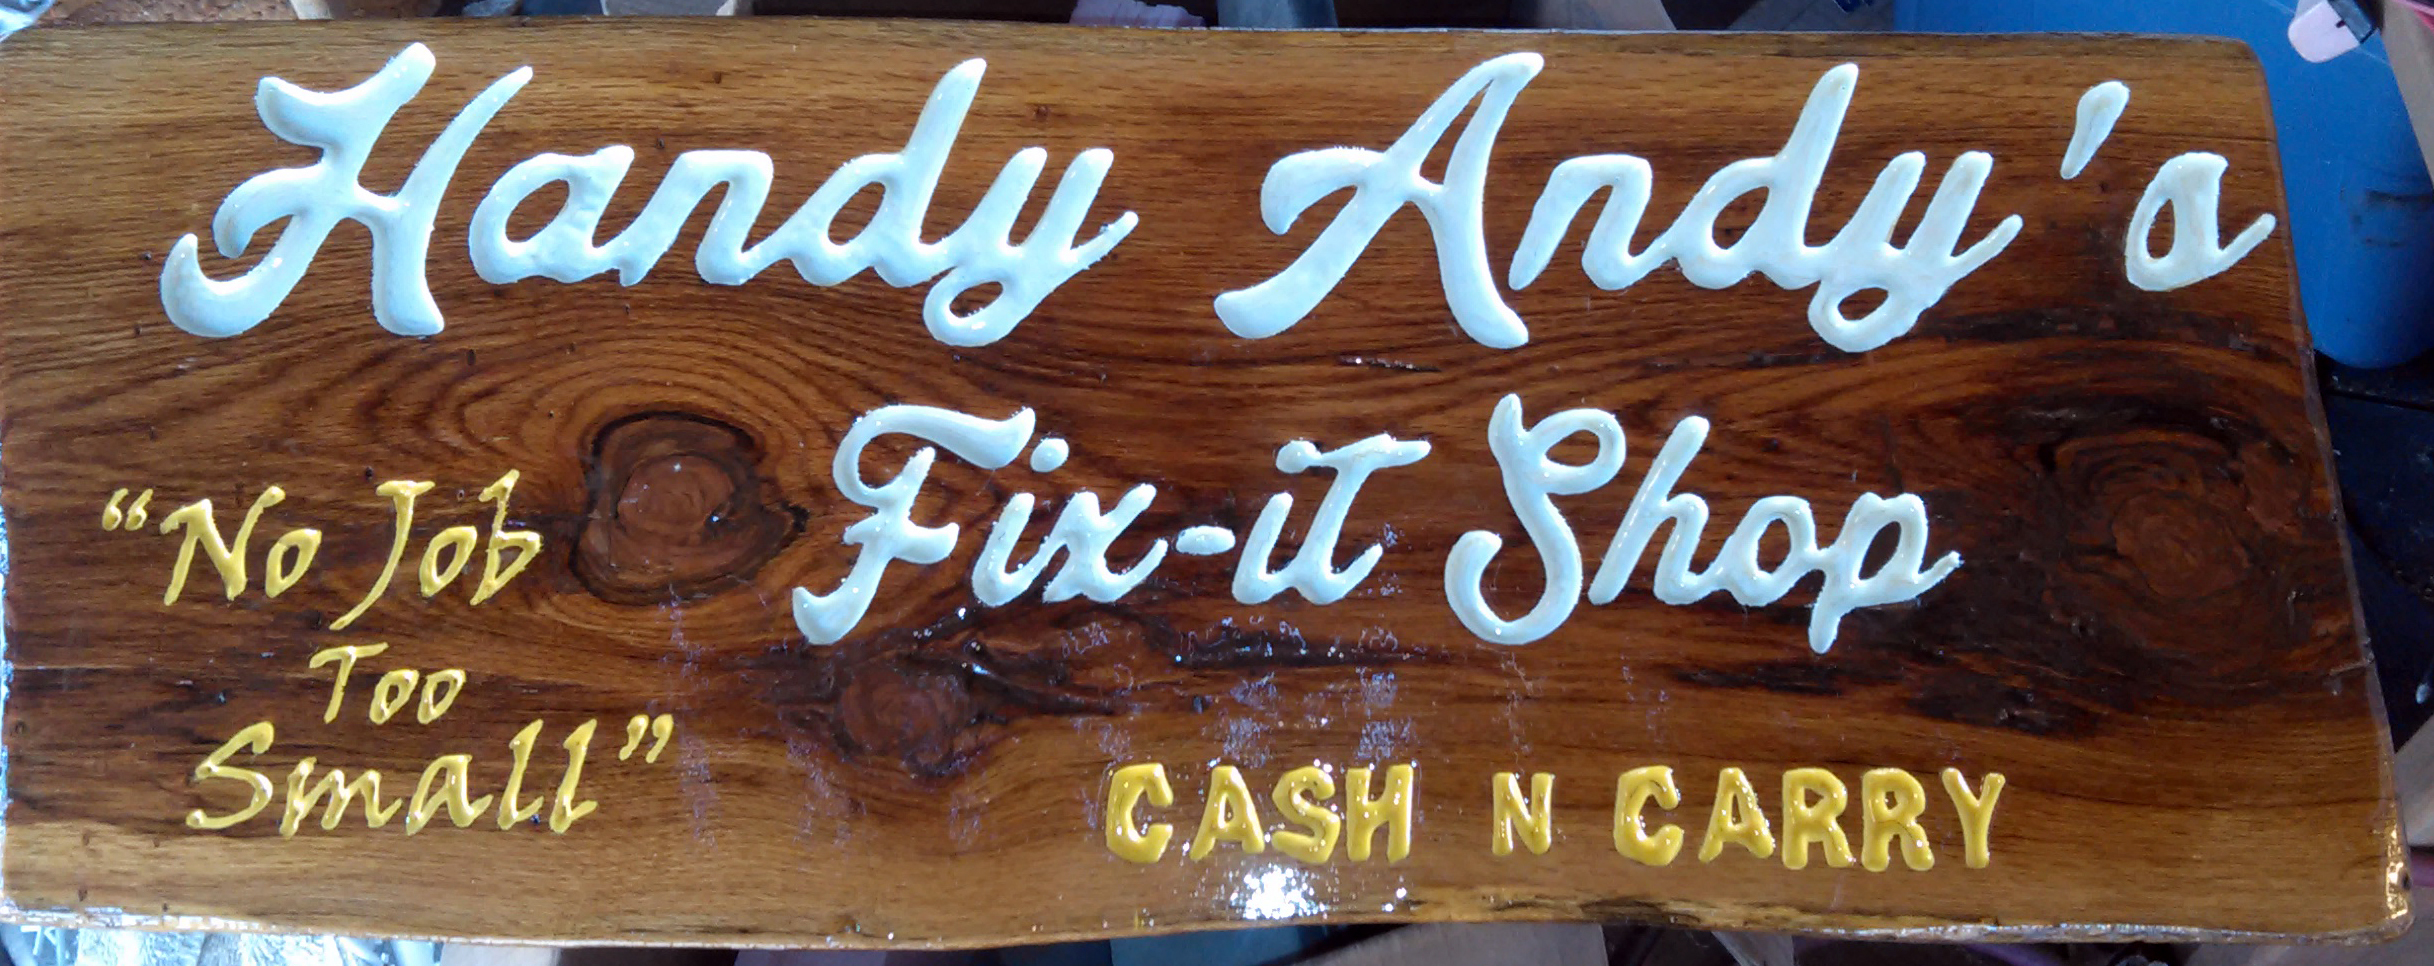 Handy Andy's
Fix-it Shop
“No Job
Too
Small”
CASH N CARRY